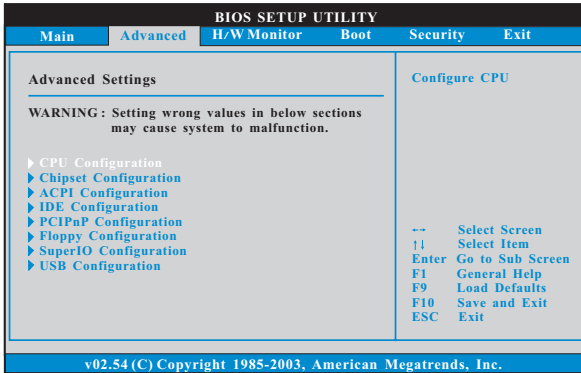 BIOS SETUP UTILITY
Main Advanced H/W Monitor Boot Security Exit
Advanced Settings
WARNING : Setting wrong values in below sections
may cause system to malfunction.
CPU Configuration
Chipset Configuration
ACPI Configuration
IDE Configuration
PCIPnP Configuration
Floppy Configuration
SuperIO Configuration
USB Configuration
Configure CPU
↔ Select Screen
↑↓ Select Item
Enter Go to Sub Screen
F1 General Help
F9 Load Defaults
F10 Save and Exit
ESC Exit
v02.54 (C) Copyright 1985-2003, American Megatrends, Inc.